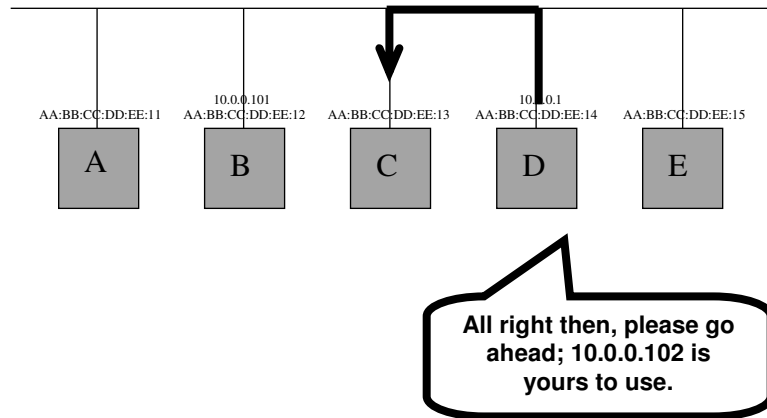 10.0.0.101
AA:BB:CC:DD:EE:11 AA:BB:CC:DD:EE:12 AA:BB:CC:DD:EE:13 AA:BB:CC:DD:EE:14 AA:BB:CC:DD:EE:15
A B C D E
All right then, please go
ahead; 10.0.0.102 is
yours to use.